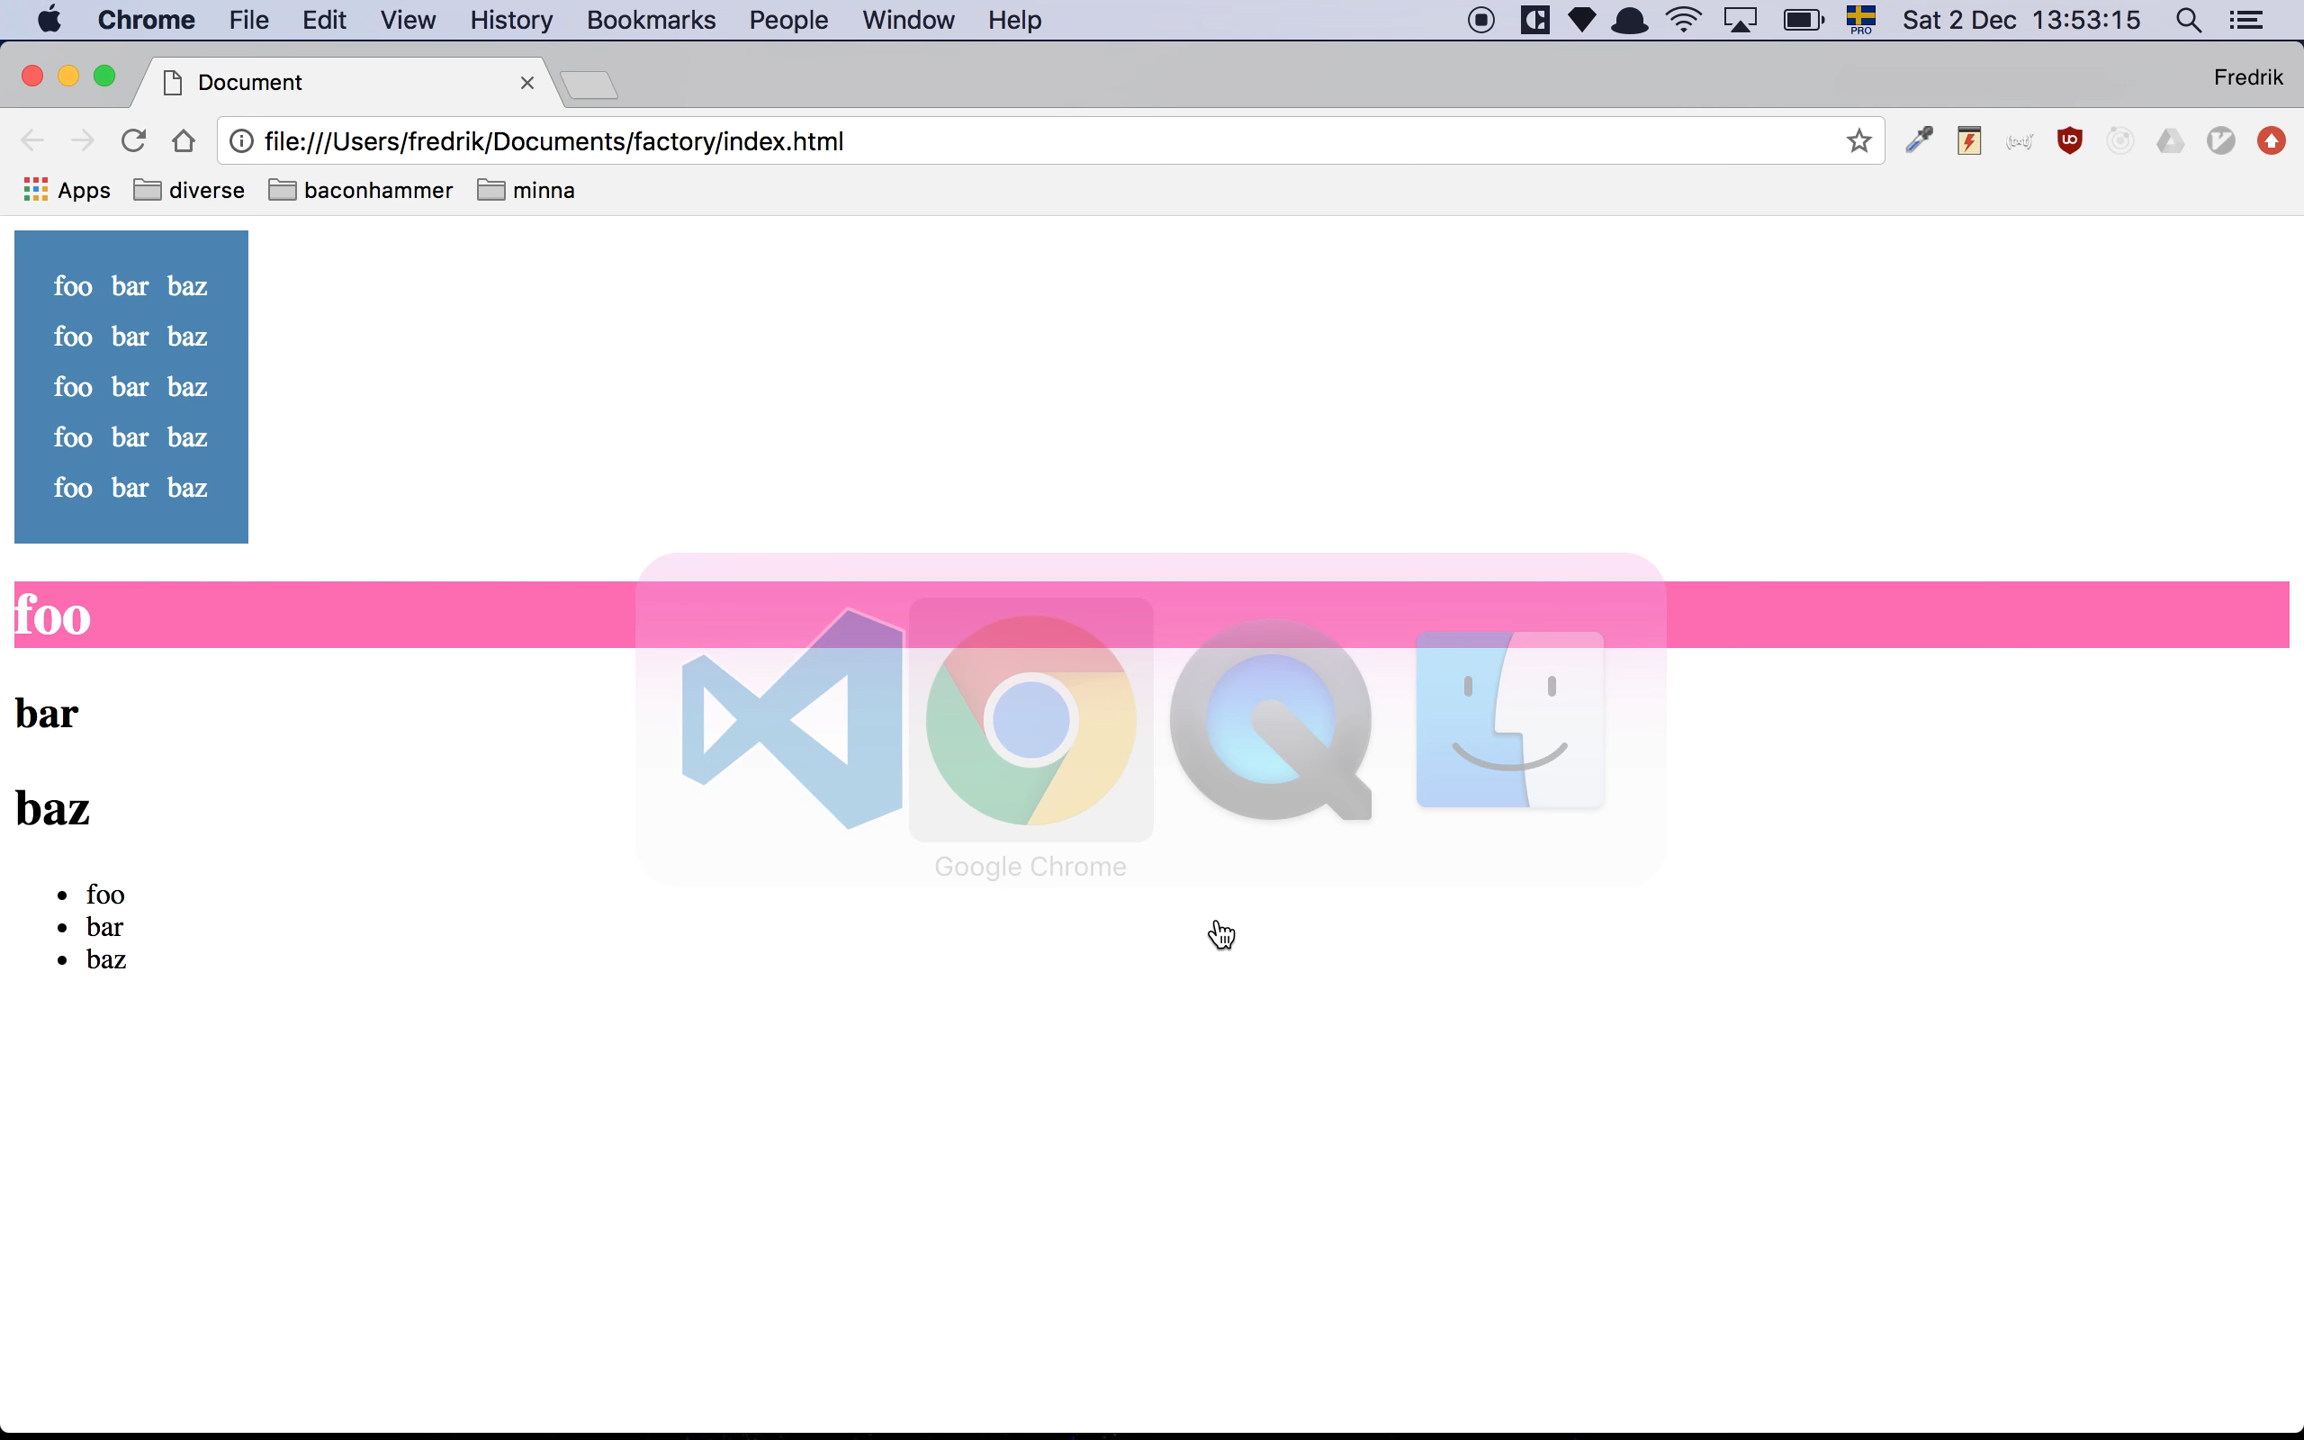 Chrome File Edit View History Bookmarks People Window Help PRO Sat 2 Dec 13:53:15
Document Fredrik
file:///Users/fredrik/Documents/factory/index.html
Apps diverse baconhammer minna
foo bar baz
foo bar baz
foo bar baz
foo bar baz
foo bar baz
foo
bar
baz
Google Chrome
• foo
• bar
• baz